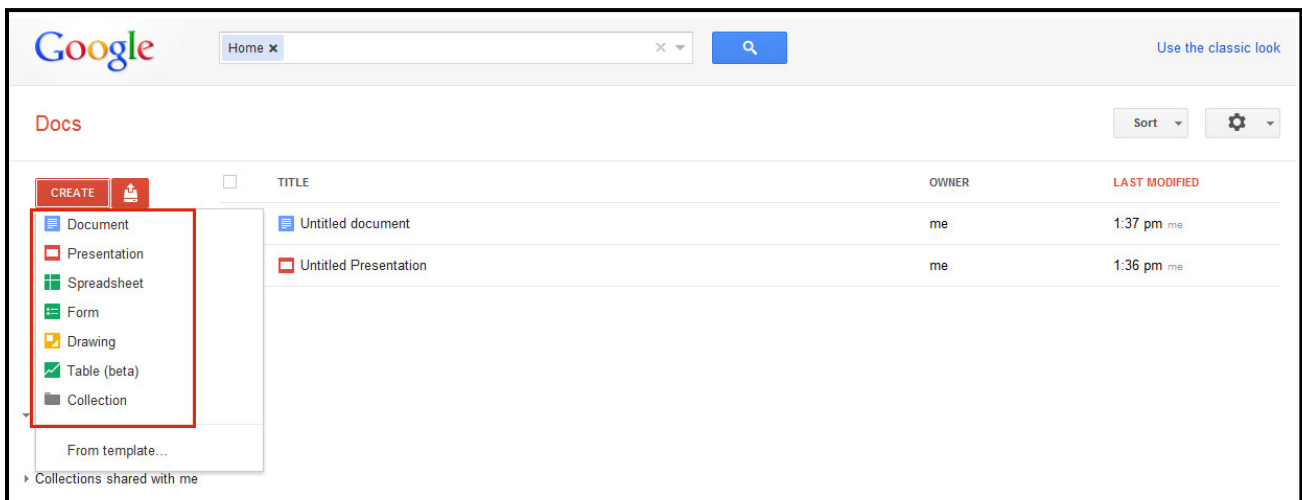 Google Home × Use the classic look
Docs Sort
CREATE TITLE OWNER LAST MODIFIED
Document Untitled document me 1:37 pm me
Presentation Untitled Presentation me 1:36 pm me
Spreadsheet
Form
Drawing
Table (beta)
Collection
From template...
Collections shared with me